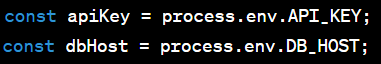 const apiKey = process.env.API_KEY;
const dbHost = process.env.DB_HOST;